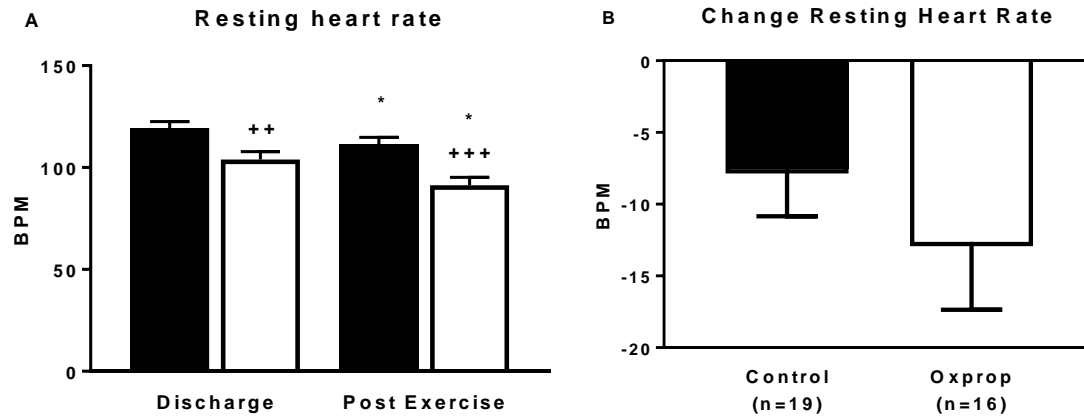 A
Resting heart rate
150
100
50
0
BPM
++
*
*
+++
Discharge
Post Exercise
B
Change Resting Heart Rate
0
-5
-10
-15
-20
BPM
Control
(n=19)
Oxprop
(n=16)